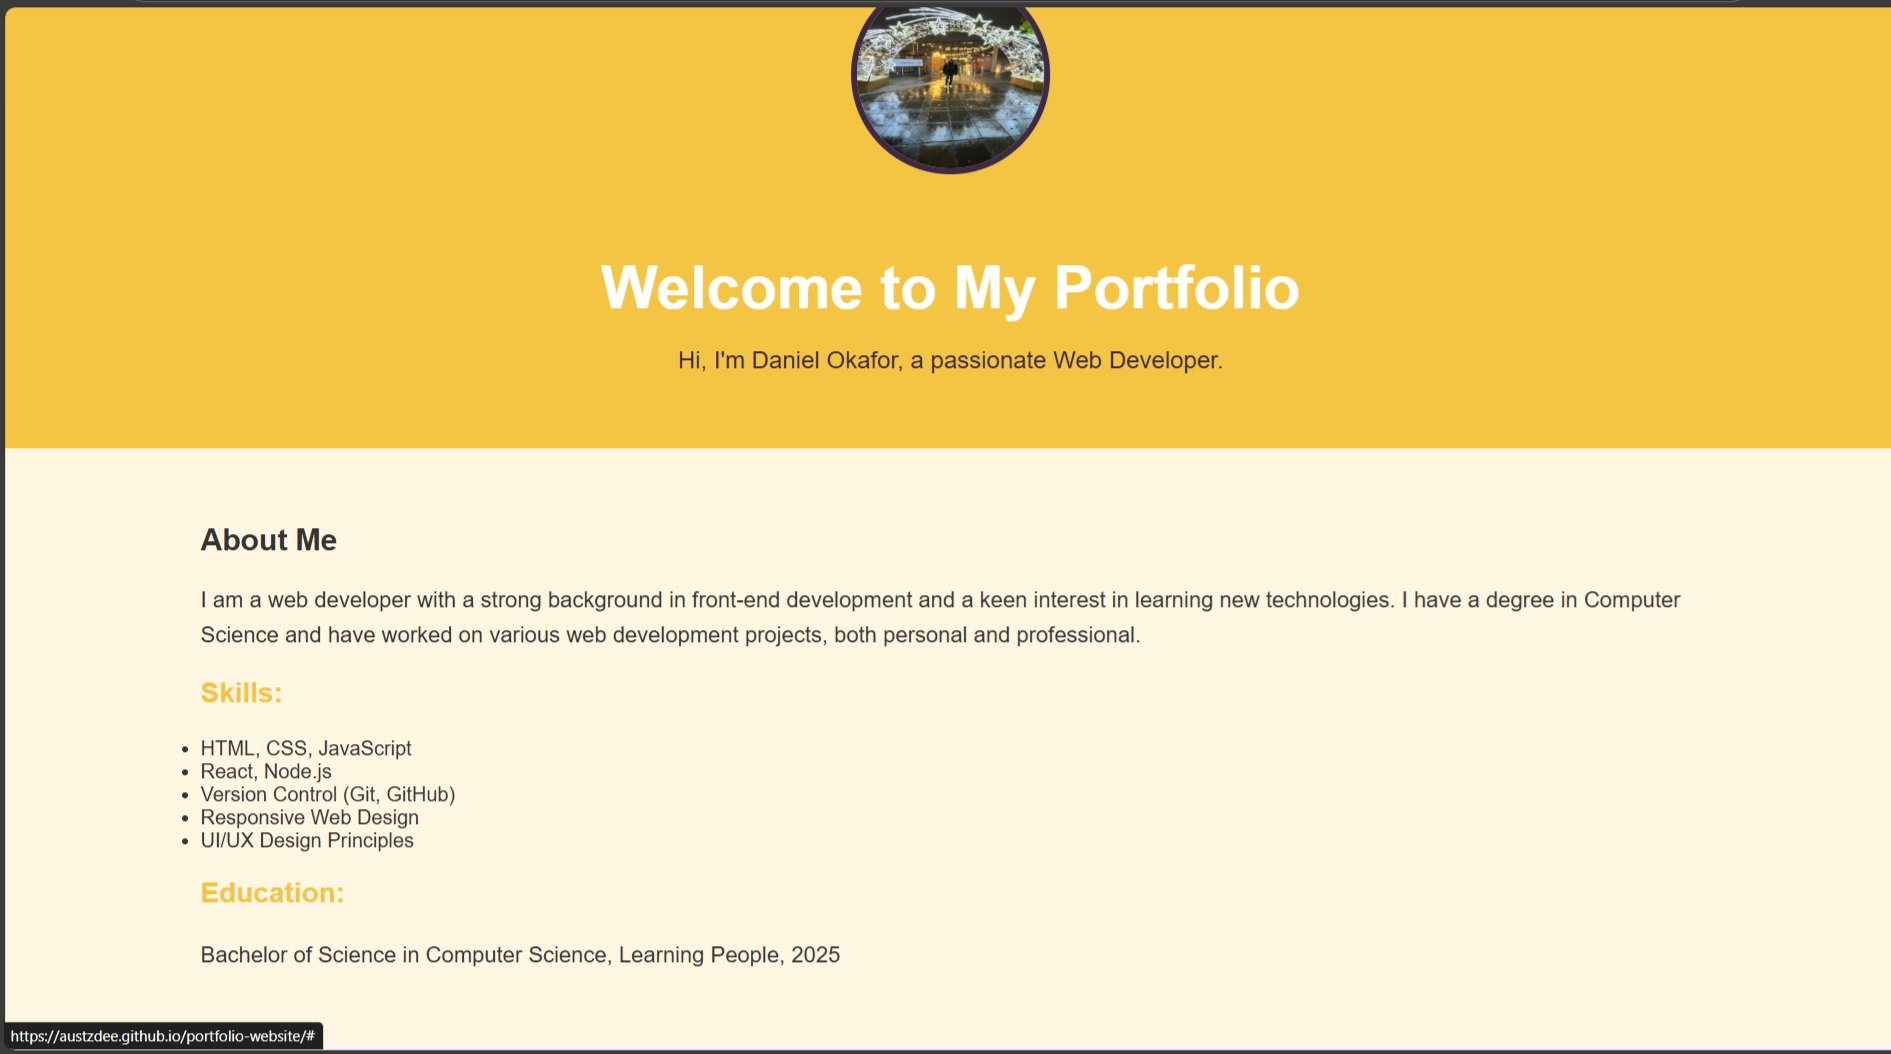 Welcome to My Portfolio
Hi, I'm Daniel Okafor, a passionate Web Developer.
About Me
I am a web developer with a strong background in front-end development and a keen interest in learning new technologies. I have a degree in Computer
Science and have worked on various web development projects, both personal and professional.
Skills:
HTML, CSS, JavaScript
React, Node.js
Version Control (Git, GitHub)
Responsive Web Design
UI/UX Design Principles
Education:
Bachelor of Science in Computer Science, Learning People, 2025
https://austzdee.github.io/portfolio-website/#